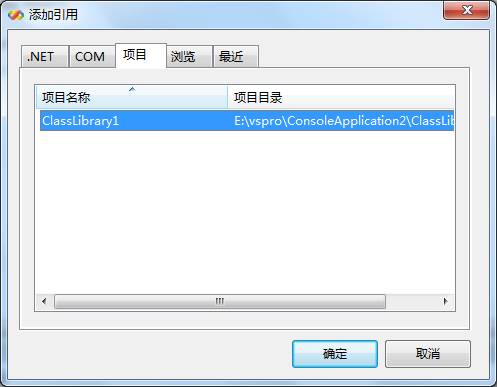 添加引用
.NET COM 项目 浏览 最近
项目名称 项目目录
ClassLibrary1 E:\vspro\ConsoleApplication2\ClassLib
确定 取消